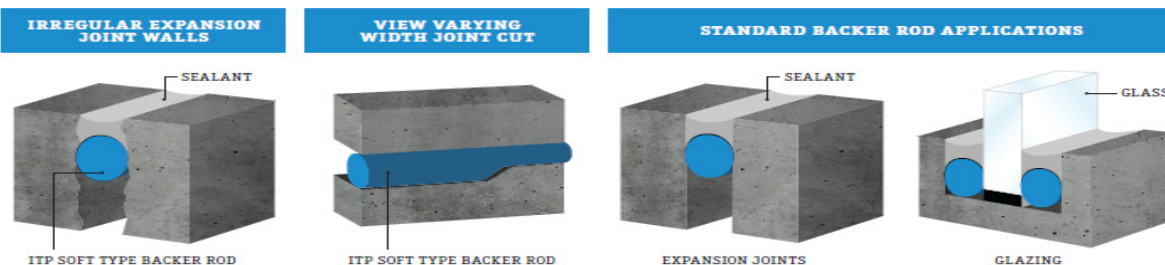 IRREGULAR EXPANSION
JOINT WALLS
VIEW VARYING
WIDTH JOINT CUT
STANDARD BACKER ROD APPLICATIONS
SEALANT
SEALANT
GLASS
ITP SOFT TYPE BACKER ROD
ITP SOFT TYPE BACKER ROD
EXPANSION JOINTS
GLAZING